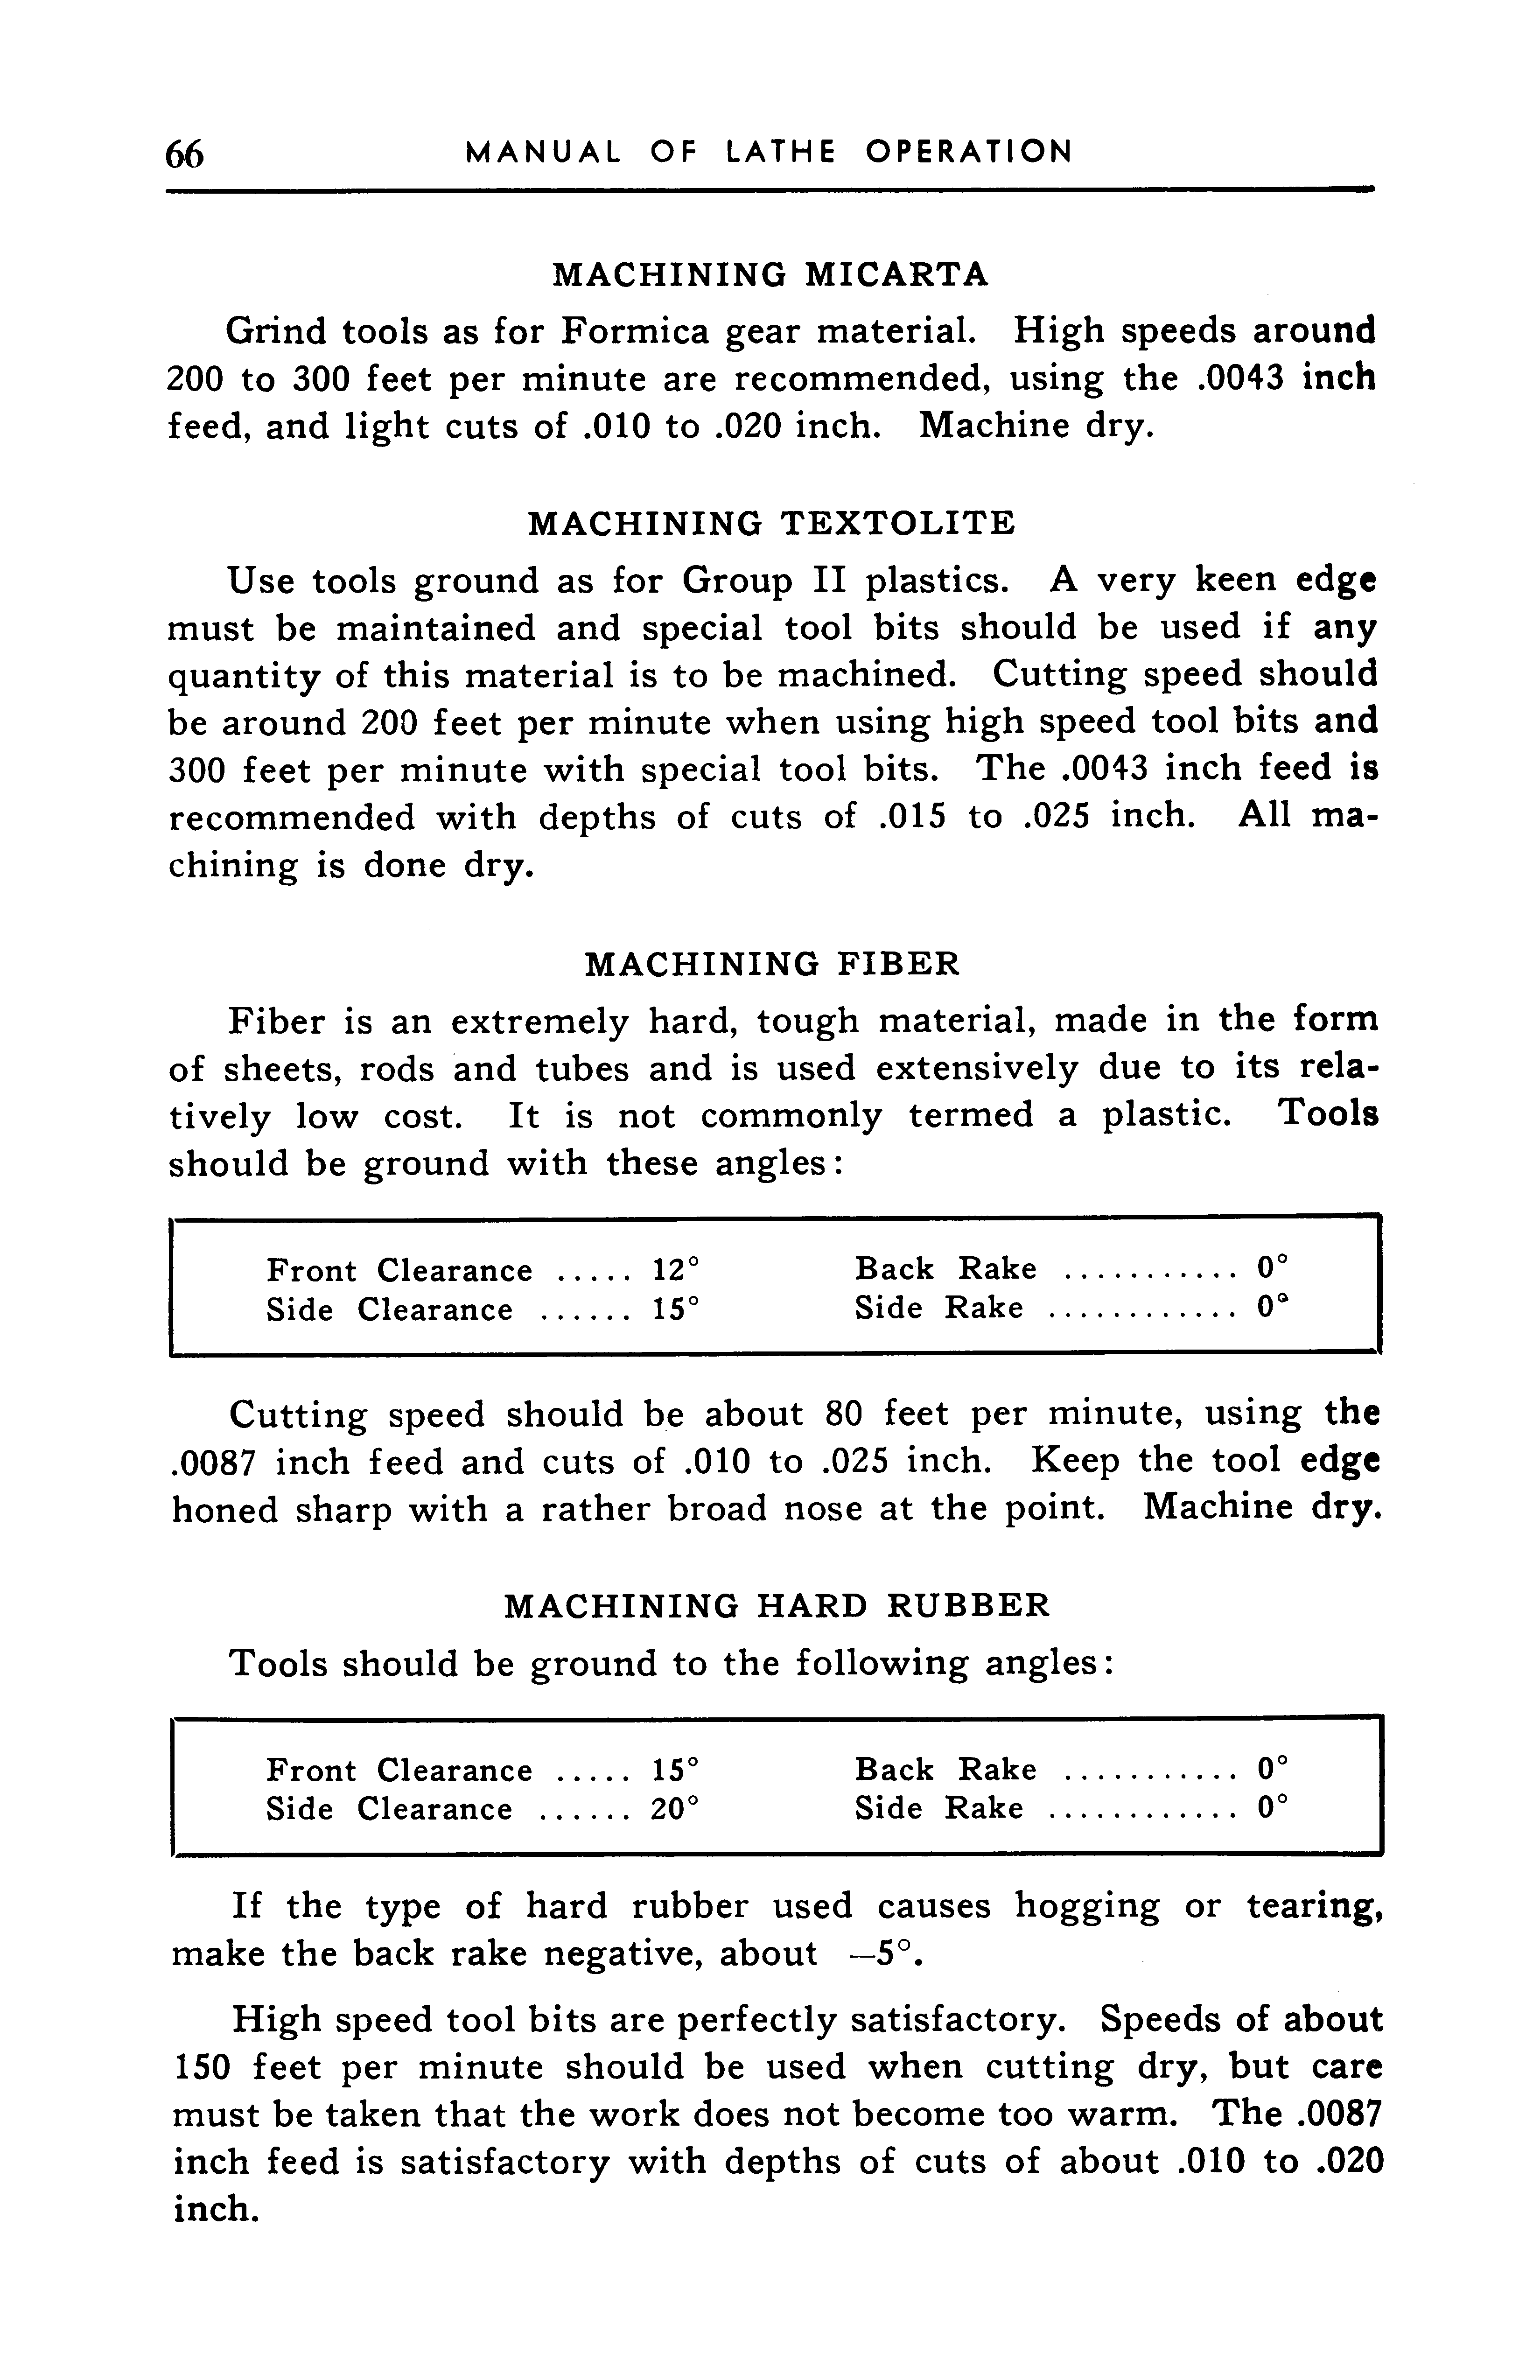 66 MANUAL OF LATHE OPERATION
MACHINING MICARTA
Grind tools as for Formica gear material. High speeds around
200 to 300 feet per minute are recommended, using the .0043 inch
feed, and light cuts of .010 to .020 inch. Machine dry.
MACHINING TEXTOLITE
Use tools ground as for Group II plastics. A very keen edge
must be maintained and special tool bits should be used if any
quantity of this material is to be machined. Cutting speed should
be around 200 feet per minute when using high speed tool bits and
300 feet per minute with special tool bits. The .0043 inch feed is
recommended with depths of cuts of .015 to .025 inch. All ma-
chining is done dry.
MACHINING FIBER
Fiber is an extremely hard, tough material, made in the form
of sheets, rods and tubes and is used extensively due to its rela-
tively low cost. It is not commonly termed a plastic. Tools
should be ground with these angles:
Front Clearance ..... 12° Back Rake ........... 0°
Side Clearance ...... 15° Side Rake ............ 0°
Cutting speed should be about 80 feet per minute, using the
.0087 inch feed and cuts of .010 to .025 inch. Keep the tool edge
honed sharp with a rather broad nose at the point. Machine dry.
MACHINING HARD RUBBER
Tools should be ground to the following angles:
Front Clearance ..... 15° Back Rake ........... 0°
Side Clearance ...... 20° Side Rake ............ 0°
If the type of hard rubber used causes hogging or tearing,
make the back rake negative, about —5°.
High speed tool bits are perfectly satisfactory. Speeds of about
150 feet per minute should be used when cutting dry, but care
must be taken that the work does not become too warm. The .0087
inch feed is satisfactory with depths of cuts of about .010 to .020
inch.